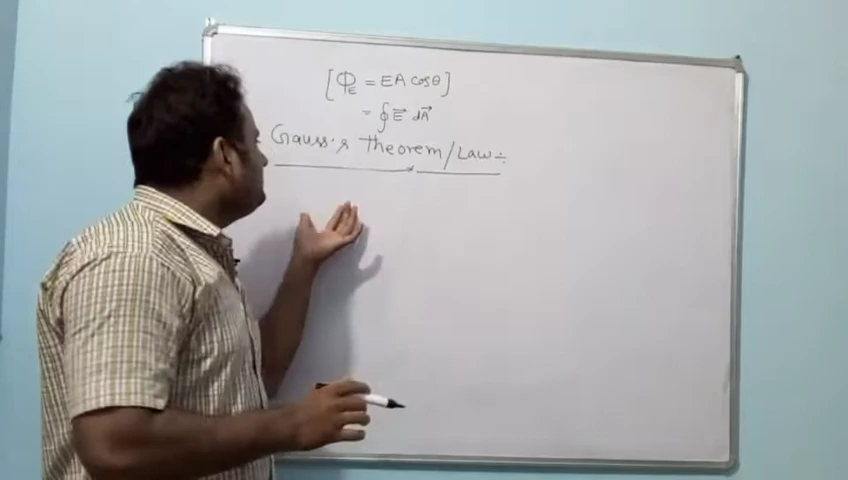 [Φ_E = EA cosθ]
= ∮ E⃗ dA⃗
Gauss's Theorem/Law÷